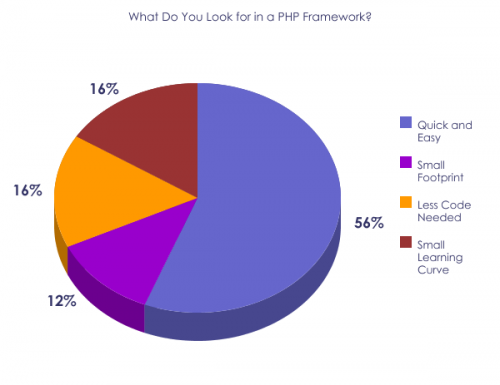 What Do You Look for in a PHP Framework?
16%
16%
56%
12%
Quick and
Easy
Small
Footprint
Less Code
Needed
Small
Learning
Curve